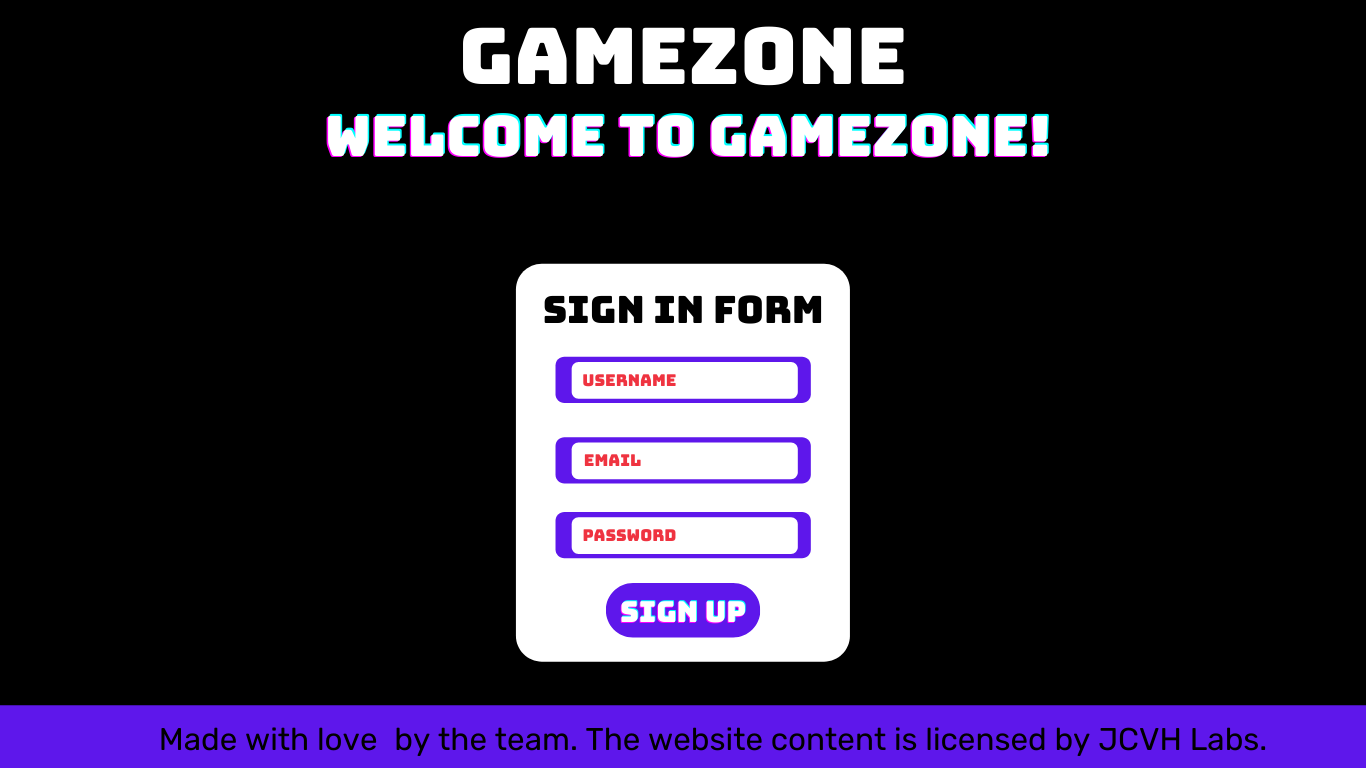 GAMEZONE
WELCOME TO GAMEZONE!
SIGN IN FORM
USERNAME
EMAIL
PASSWORD
SIGN UP
Made with love  by the team. The website content is licensed by JCVH Labs.